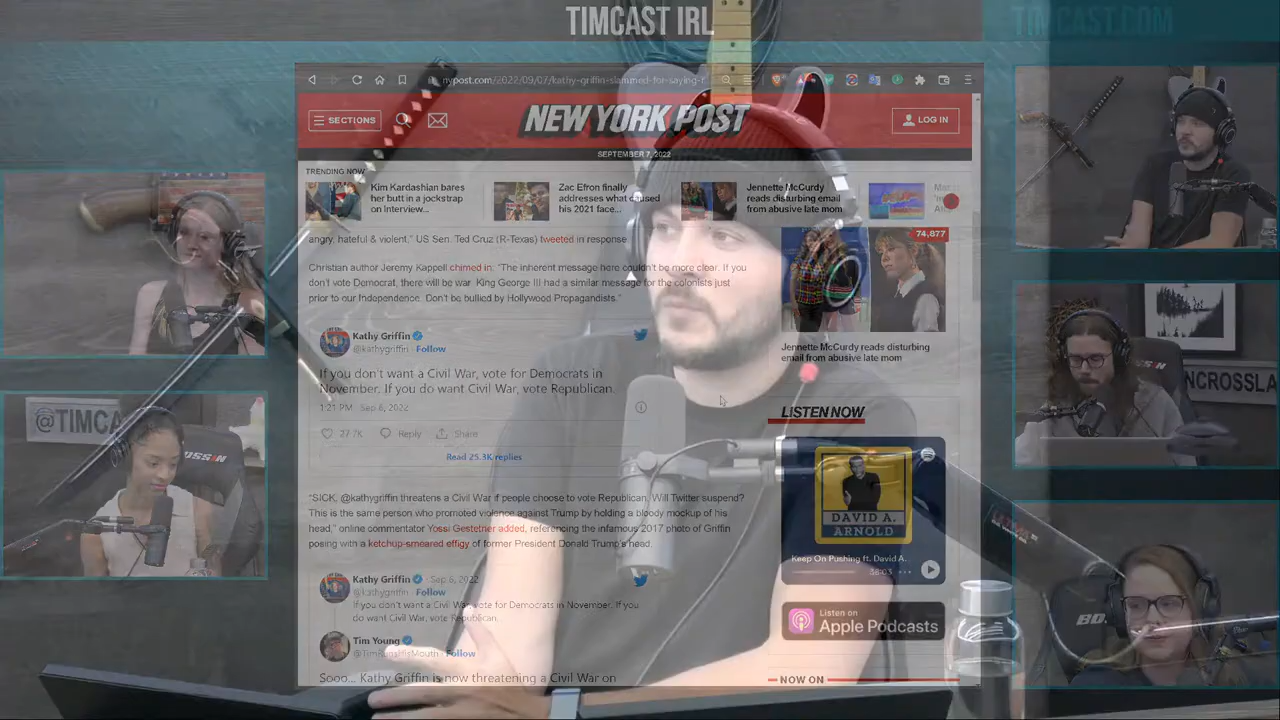 TIMCAST IRL
TIMCAST.COM
nypost.com/2022/09/07/kathy-griffin-slammed-for-saying-
SECTIONS
NEW YORK POST
LOG IN
SEPTEMBER 7, 2022
TRENDING NOW
Kim Kardashian bares
her butt in a jockstrap
on Interview...
Zac Efron finally
addresses what caused
his 2021 face...
Jennette McCurdy
reads disturbing email
from abusive late mom
angry, hateful & violent," US Sen. Ted Cruz (R-Texas) tweeted in response
74,877
Christian author Jeremy Kappell chimed in: "The inherent message here couldn't be more clear. If you
don't vote Democrat, there will be war. King George III had a similar message for the colonists just
prior to our Independence. Don't be bullied by Hollywood Propagandists."
Kathy Griffin
@kathygriffin · Follow
Jennette McCurdy reads disturbing
email from abusive late mom
If you don't want a Civil War, vote for Democrats in
November. If you do want Civil War, vote Republican.
1:21 PM · Sep 6, 2022
27.7K Reply Share
Read 25.3K replies
LISTEN NOW
DAVID A.
ARNOLD
Keep On Pushing ft. David A.
38:03
"SICK. @kathygriffin threatens a Civil War if people choose to vote Republican. Will Twitter suspend?
This is the same person who promoted violence against Trump by holding a bloody mockup of his
head," online commentator Yossi Gestetner added, referencing the infamous 2017 photo of Griffin
posing with a ketchup-smeared effigy of former President Donald Trump's head.
Kathy Griffin · Sep 6, 2022
@kathygriffin · Follow
If you don't want a Civil War, vote for Democrats in November. If you
do want Civil War, vote Republican.
Listen on
Apple Podcasts
Tim Young
@TimRunsHisMouth · Follow
Sooo... Kathy Griffin is now threatening a Civil War on
NOW ON
@TIMCA
NCROSSLA